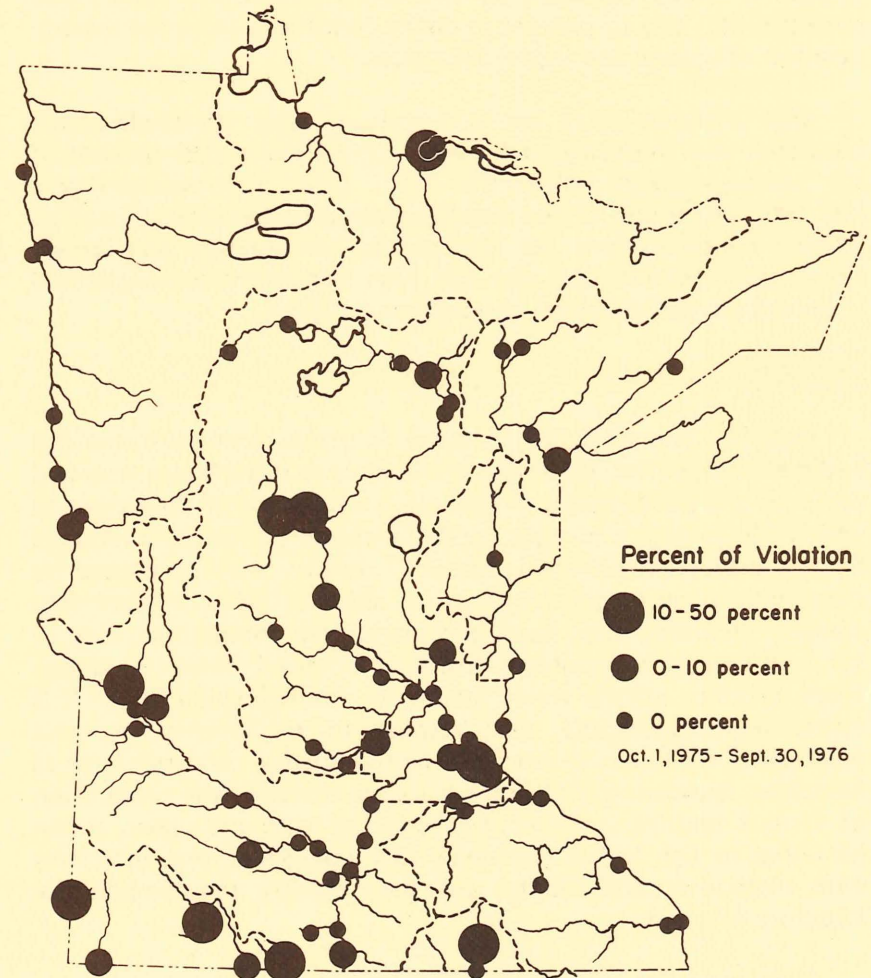 Percent of Violation
10-50 percent
0-10 percent
0 percent
Oct. 1, 1975 - Sept. 30, 1976